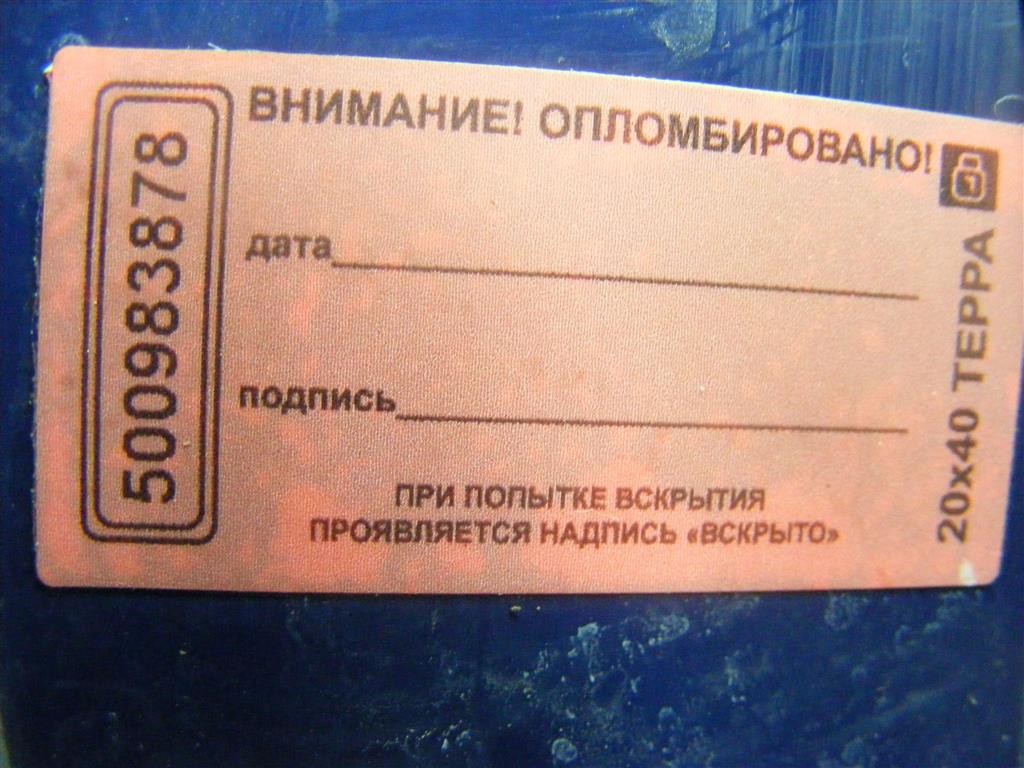 500983878
ВНИМАНИЕ! ОПЛОМБИРОВАНО!
дата
подпись
ПРИ ПОПЫТКЕ ВСКРЫТИЯ
ПРОЯВЛЯЕТСЯ НАДПИСЬ «ВСКРЫТО»
20х40 ТЕРРА